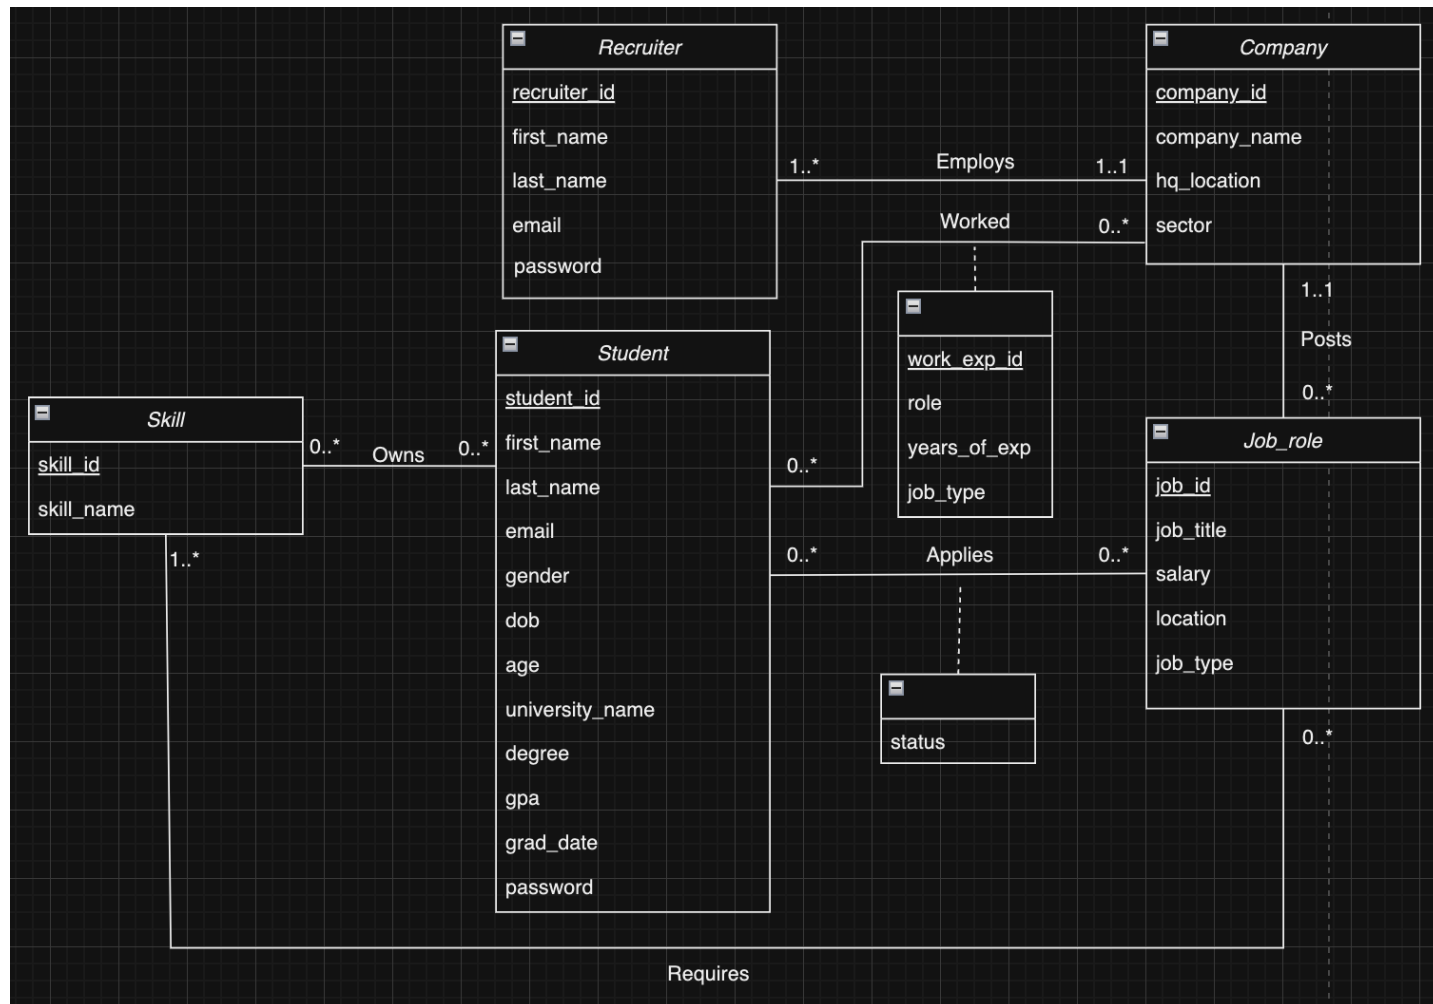 Recruiter
recruiter_id
first_name
last_name
email
password
Company
company_id
company_name
hq_location
sector
1..*
Employs
1..1
Worked
0..*
0..*
work_exp_id
role
years_of_exp
job_type
1..1
Posts
0..*
Student
student_id
first_name
last_name
email
gender
dob
age
university_name
degree
gpa
grad_date
password
Skill
skill_id
skill_name
0..*
Owns
0..*
Job_role
job_id
job_title
salary
location
job_type
0..*
Applies
0..*
status
1..*
0..*
Requires